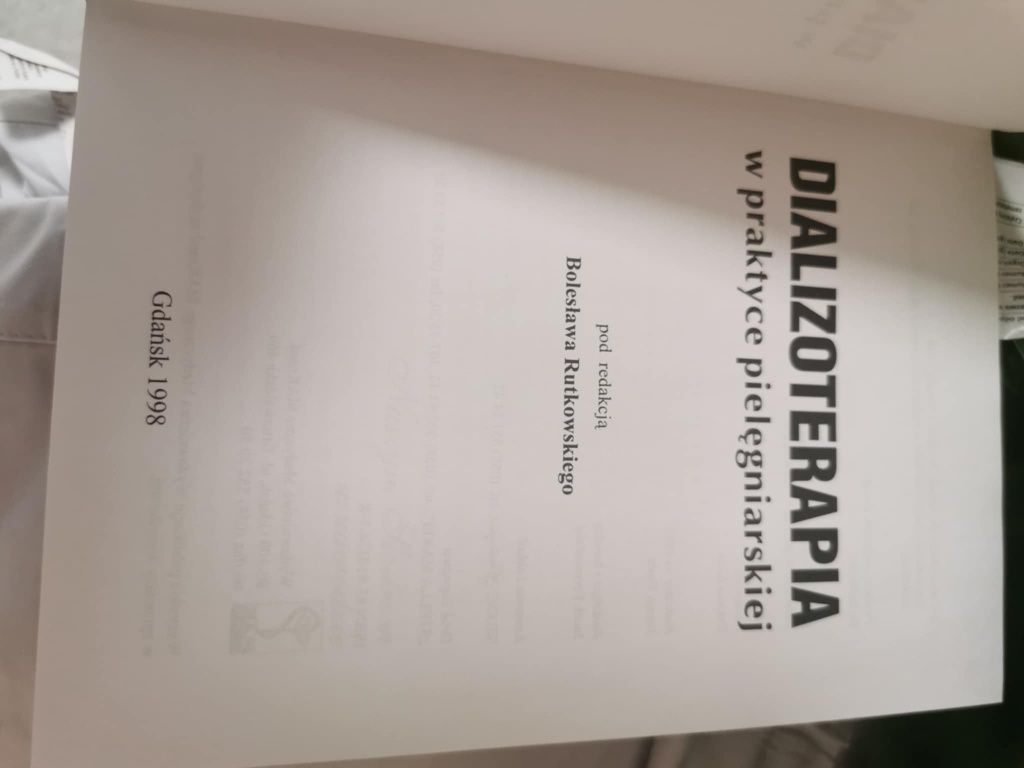 DIALIZOTERAPIA
w praktyce pielęgniarskiej
pod redakcją
Bolesława Rutkowskiego
Gdańsk 1998